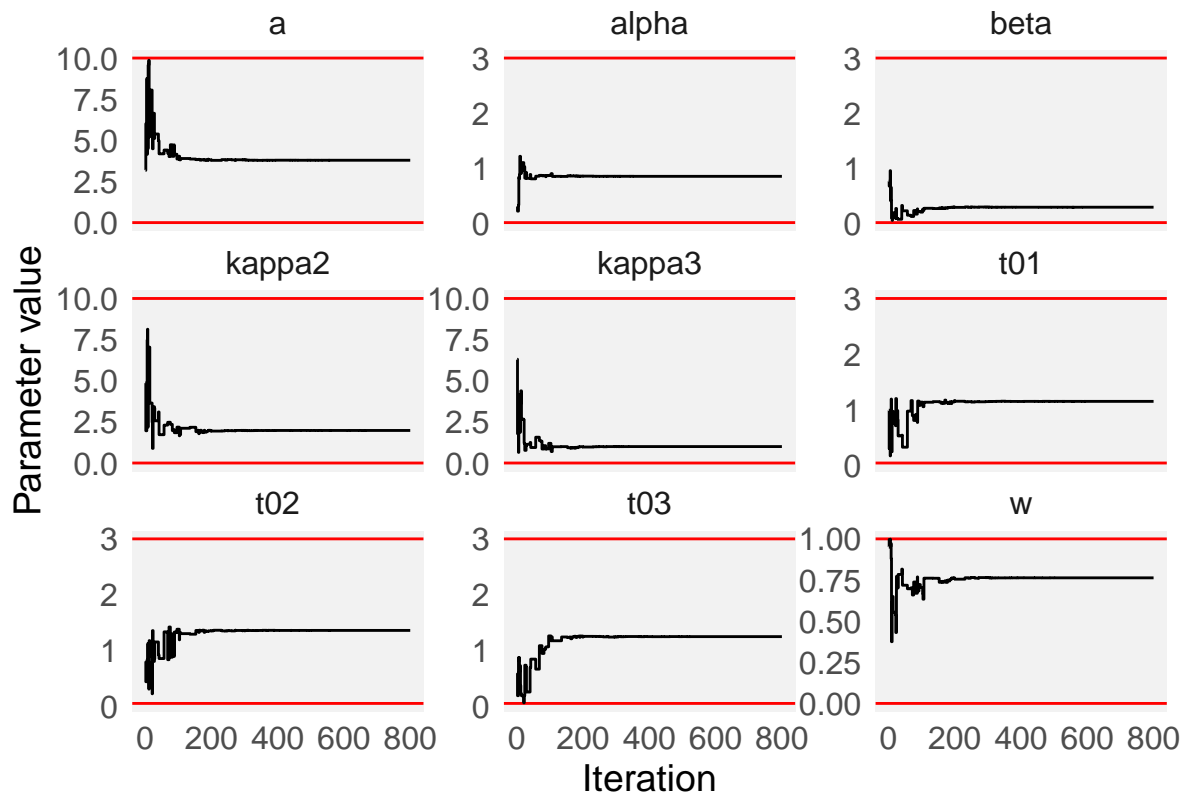 a alpha beta
10.0 3 3
7.5 2 2
5.0 1 1
2.5 0 0
0.0
kappa2 kappa3 t01
10.0 10.0 3
7.5 7.5 2
5.0 5.0 1
2.5 2.5 0
0.0 0.0
t02 t03 w
3 3 1.00
2 2 0.75
1 1 0.50
0 0 0.25
0.00
0 200 400 600 800 0 200 400 600 800 0 200 400 600 800
Parameter value
Iteration